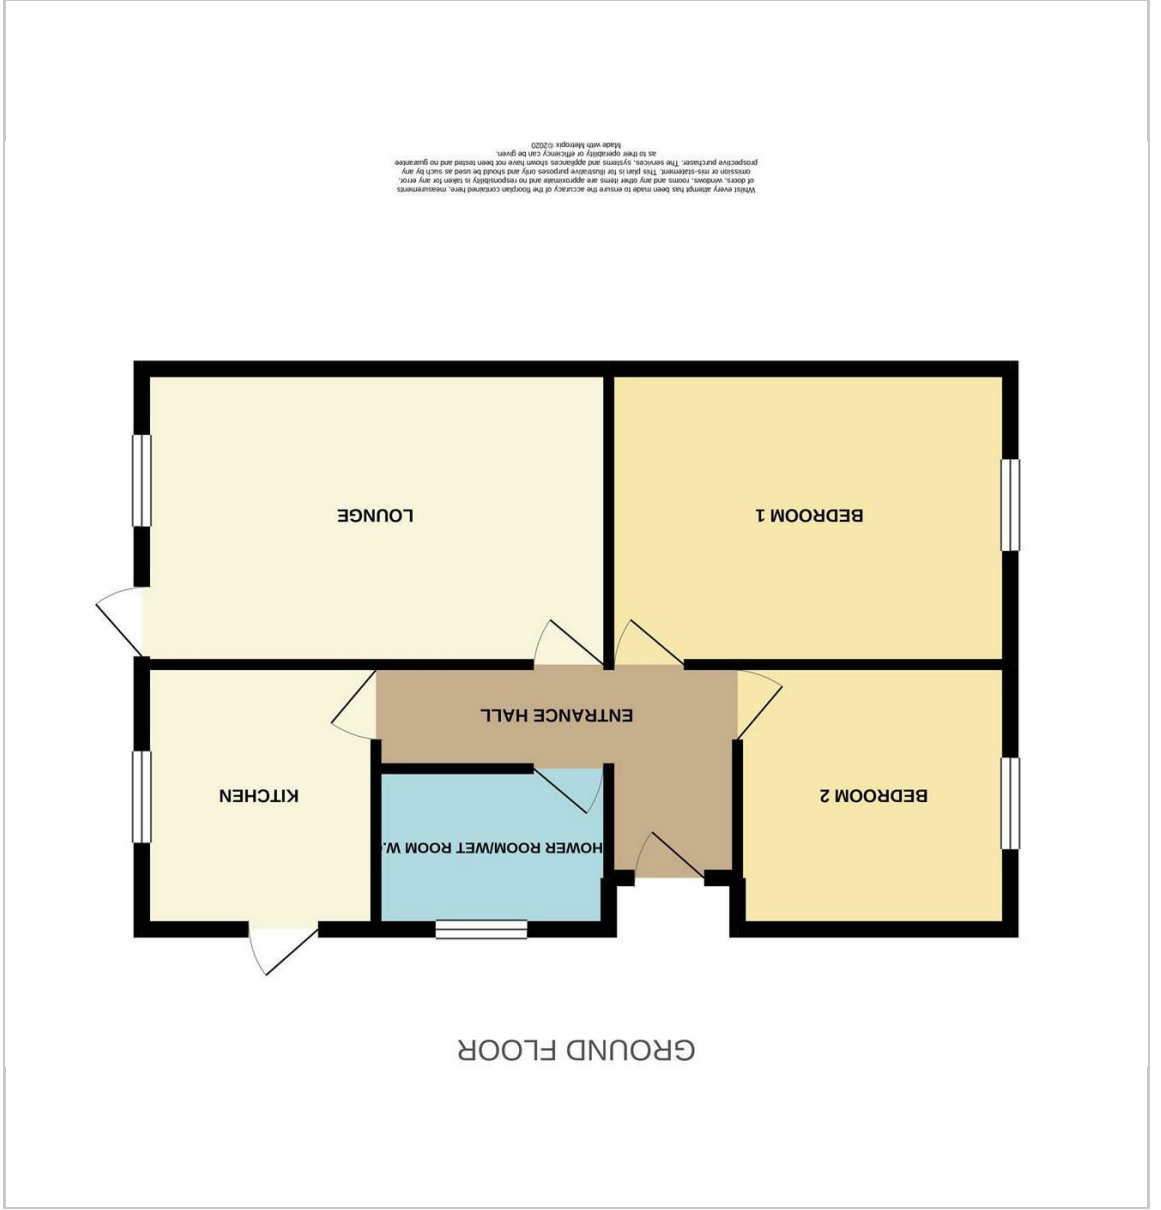 GROUND FLOOR
BEDROOM 2
HOWER ROOM/WET ROOM W.
KITCHEN
ENTRANCE HALL
BEDROOM 1
LOUNGE
Whilst every attempt has been made to ensure the accuracy of the floorplan contained here, measurements
of doors, windows, rooms and any other items are approximate and no responsibility is taken for any error,
omission or mis-statement. This plan is for illustrative purposes only and should be used as such by any
prospective purchaser. The services, systems and appliances shown have not been tested and no guarantee
as to their operability or efficiency can be given.
Made with Metropix ©2020